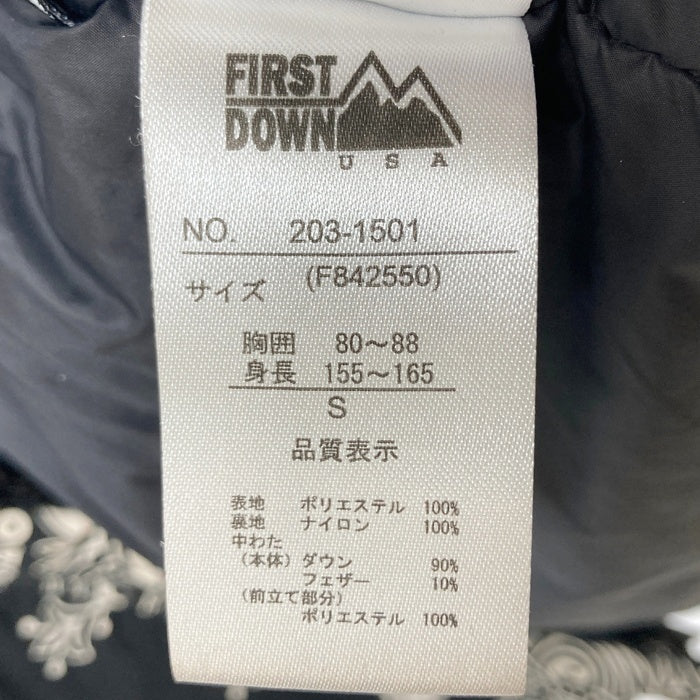 FIRST
DOWN
USA
NO. 203-1501
(F842550)
サイズ
胸囲 80～88
身長 155～165
S
品質表示
表地 ポリエステル 100%
裏地 ナイロン 100%
中わた
(本体) ダウン 90%
フェザー 10%
(前立て部分)
ポリエステル 100%